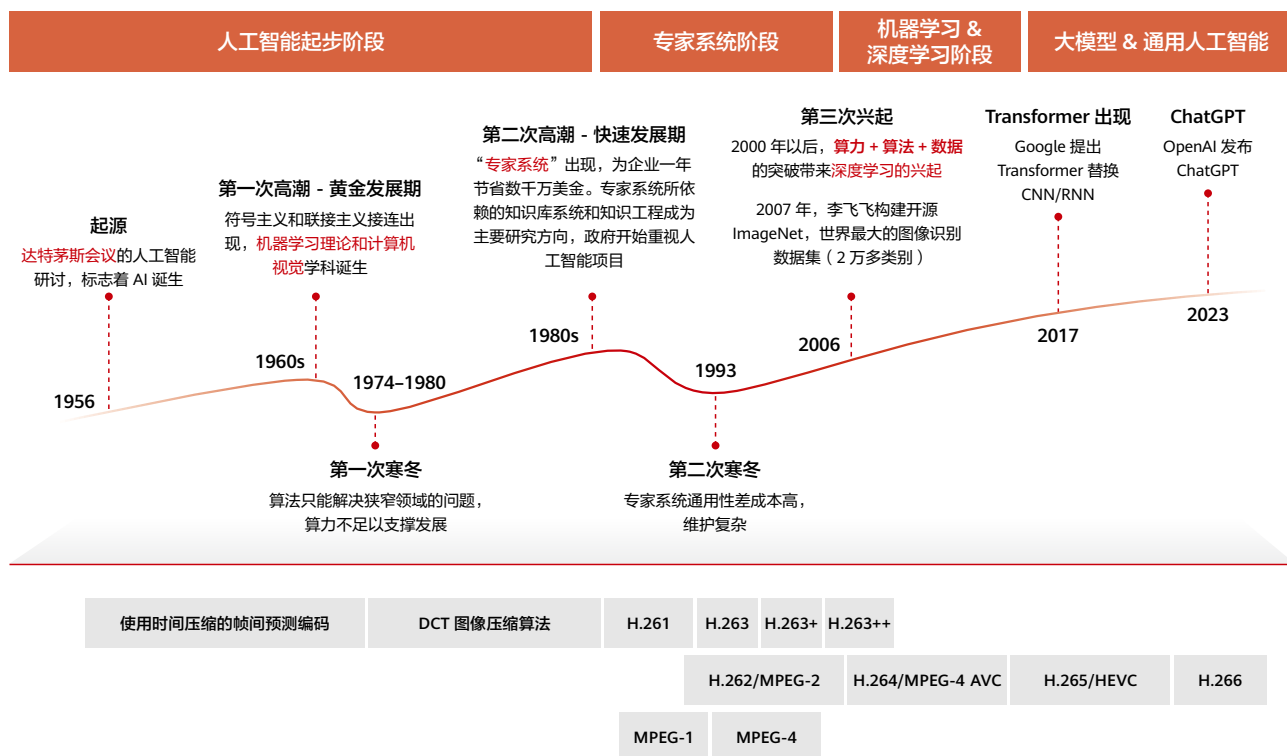 人工智能起步阶段
专家系统阶段
机器学习 &
深度学习阶段
大模型 & 通用人工智能
起源
达特茅斯会议的人工智能
研讨，标志着 AI 诞生
第一次高潮 - 黄金发展期
符号主义和联接主义接连出
现，机器学习理论和计算机
视觉学科诞生
第二次高潮 - 快速发展期
“专家系统”出现，为企业一年
节省数千万美金。专家系统所依
赖的知识库系统和知识工程成为
主要研究方向，政府开始重视人
工智能项目
第三次兴起
2000 年以后，算力 + 算法 + 数据
的突破带来深度学习的兴起
2007 年，李飞飞构建开源
ImageNet，世界最大的图像识别
数据集（2 万多类别）
Transformer 出现
Google 提出
Transformer 替换
CNN/RNN
ChatGPT
OpenAI 发布
ChatGPT
1956
1960s
1974–1980
1980s
1993
2006
2017
2023
第一次寒冬
算法只能解决狭窄领域的问题，
算力不足以支撑发展
第二次寒冬
专家系统通用性差成本高，
维护复杂
使用时间压缩的帧间预测编码
DCT 图像压缩算法
H.261
H.263
H.263+
H.263++
H.262/MPEG-2
H.264/MPEG-4 AVC
H.265/HEVC
H.266
MPEG-1
MPEG-4